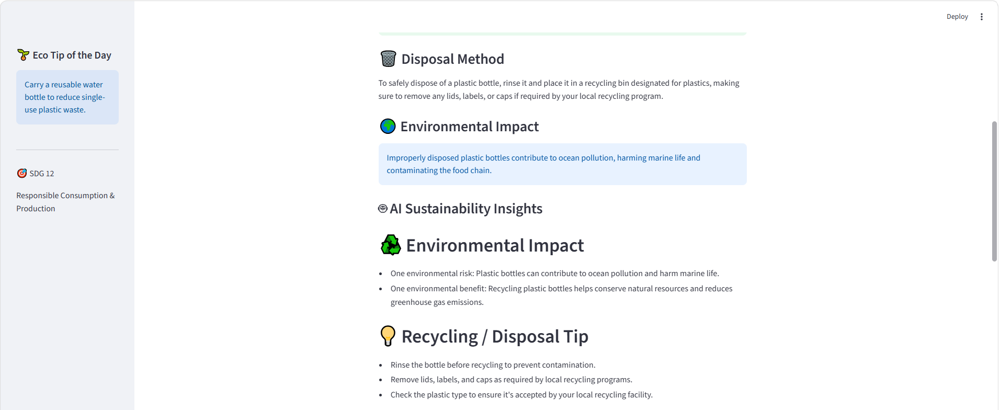 Deploy
Eco Tip of the Day
Carry a reusable water
bottle to reduce single-
use plastic waste.
SDG 12
Responsible Consumption &
Production
Disposal Method
To safely dispose of a plastic bottle, rinse it and place it in a recycling bin designated for plastics, making
sure to remove any lids, labels, or caps if required by your local recycling program.
Environmental Impact
Improperly disposed plastic bottles contribute to ocean pollution, harming marine life and
contaminating the food chain.
AI Sustainability Insights
Environmental Impact
• One environmental risk: Plastic bottles can contribute to ocean pollution and harm marine life.
• One environmental benefit: Recycling plastic bottles helps conserve natural resources and reduces
greenhouse gas emissions.
Recycling / Disposal Tip
• Rinse the bottle before recycling to prevent contamination.
• Remove lids, labels, and caps as required by local recycling programs.
• Check the plastic type to ensure it's accepted by your local recycling facility.